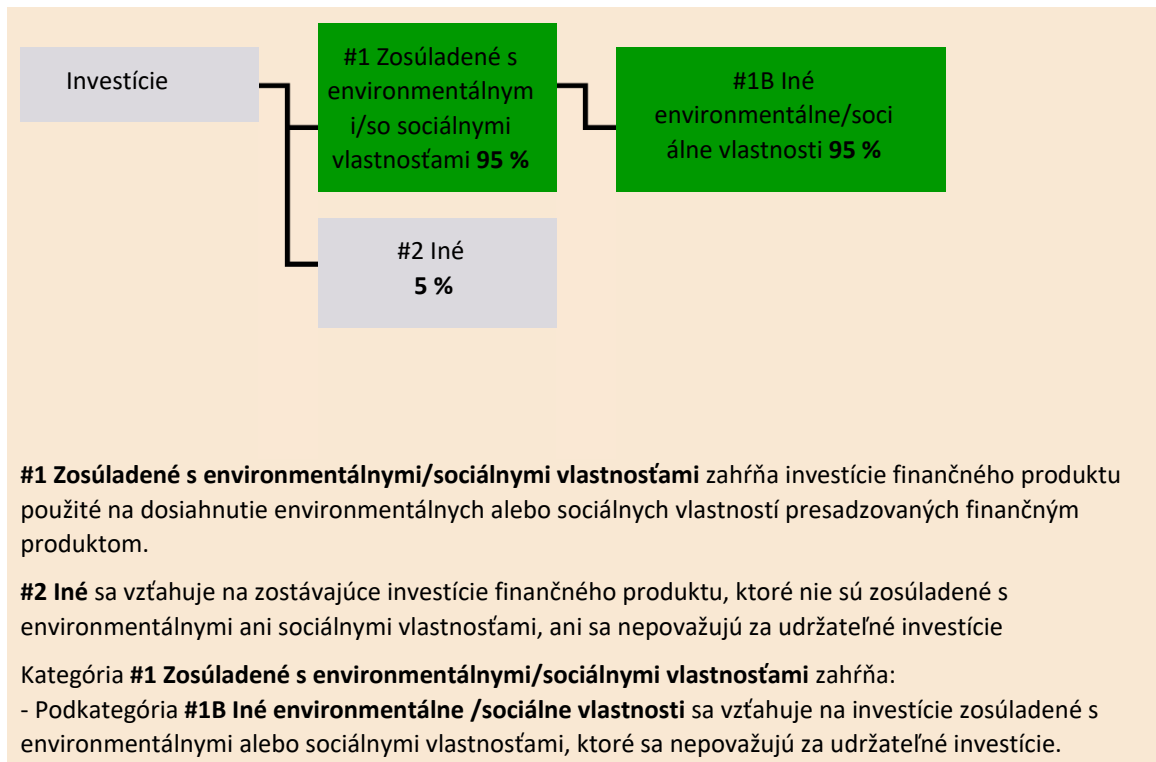 Investície
#1 Zosúladené s
environmentálnym
i/so sociálnymi
vlastnosťami 95 %
#1B Iné
environmentálne/soci
álne vlastnosti 95 %
#2 Iné
5 %
#1 Zosúladené s environmentálnymi/sociálnymi vlastnosťami zahŕňa investície finančného produktu
použité na dosiahnutie environmentálnych alebo sociálnych vlastností presadzovaných finančným
produktom.
#2 Iné sa vzťahuje na zostávajúce investície finančného produktu, ktoré nie sú zosúladené s
environmentálnymi ani sociálnymi vlastnosťami, ani sa nepovažujú za udržateľné investície
Kategória #1 Zosúladené s environmentálnymi/sociálnymi vlastnosťami zahŕňa:
- Podkategória #1B Iné environmentálne /sociálne vlastnosti sa vzťahuje na investície zosúladené s
environmentálnymi alebo sociálnymi vlastnosťami, ktoré sa nepovažujú za udržateľné investície.